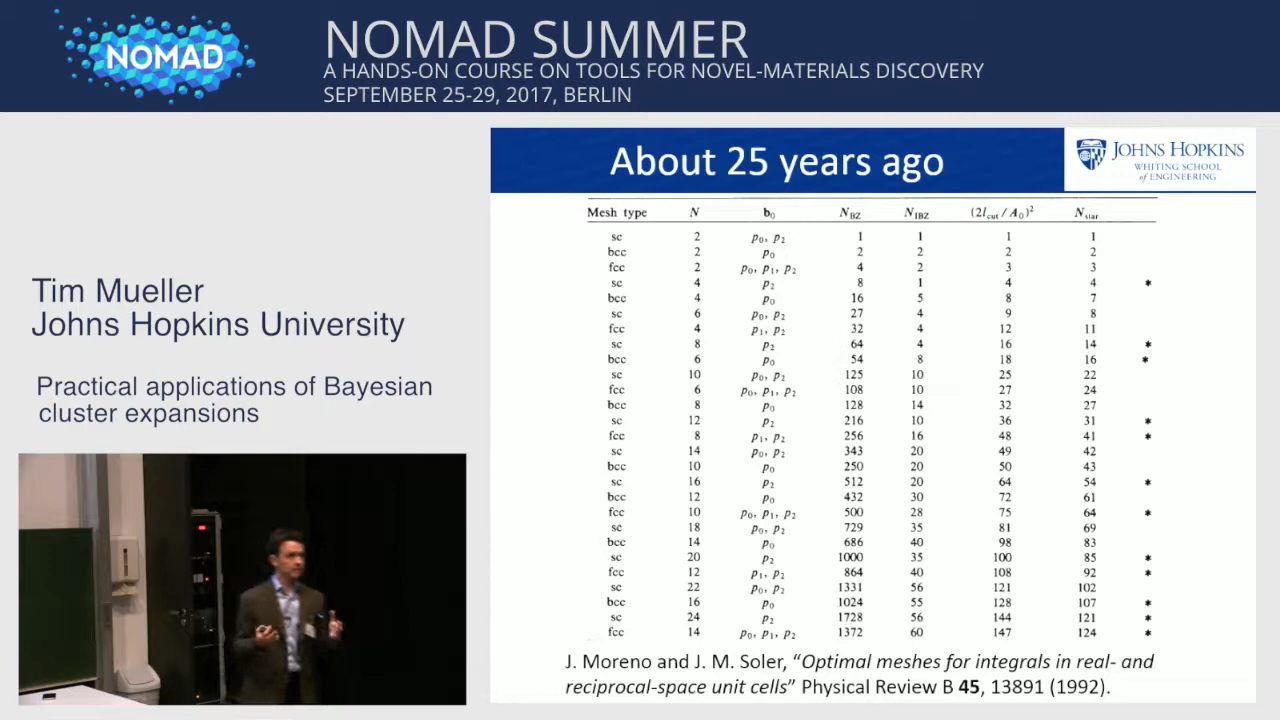 NOMAD
NOMAD SUMMER
A HANDS-ON COURSE ON TOOLS FOR NOVEL-MATERIALS DISCOVERY
SEPTEMBER 25-29, 2017, BERLIN
Tim Mueller
Johns Hopkins University
Practical applications of Bayesian
cluster expansions
About 25 years ago
JOHNS HOPKINS
WHITING SCHOOL
of ENGINEERING
Mesh type N b₀ N_BZ N_IBZ (2l_cut/A₀)² N_star
sc 2 p₀, p₂ 1 1 1 1
bcc 2 p₀ 2 2 2 2
fcc 2 p₀, p₁, p₂ 4 2 3 3
sc 4 p₂ 8 1 4 4 *
bcc 4 p₀ 16 5 8 7
sc 6 p₀, p₂ 27 4 9 8
fcc 4 p₁, p₂ 32 4 12 11
sc 8 p₂ 64 4 16 14 *
bcc 6 p₀ 54 8 18 16 *
sc 10 p₀, p₂ 125 10 25 22
fcc 6 p₀, p₁, p₂ 108 10 27 24
bcc 8 p₀ 128 14 32 27
sc 12 p₂ 216 10 36 31 *
fcc 8 p₁, p₂ 256 16 48 41 *
sc 14 p₀, p₂ 343 20 49 42
bcc 10 p₀ 250 20 50 43
sc 16 p₂ 512 20 64 54 *
bcc 12 p₀ 432 30 72 61
fcc 10 p₀, p₁, p₂ 500 28 75 64 *
sc 18 p₀, p₂ 729 35 81 69
bcc 14 p₀ 686 40 98 83
sc 20 p₂ 1000 35 100 85 *
fcc 12 p₁, p₂ 864 40 108 92 *
sc 22 p₀, p₂ 1331 56 121 102
bcc 16 p₀ 1024 55 128 107 *
sc 24 p₂ 1728 56 144 121 *
fcc 14 p₀, p₁, p₂ 1372 60 147 124 *
J. Moreno and J. M. Soler, “Optimal meshes for integrals in real- and
reciprocal-space unit cells” Physical Review B 45, 13891 (1992).